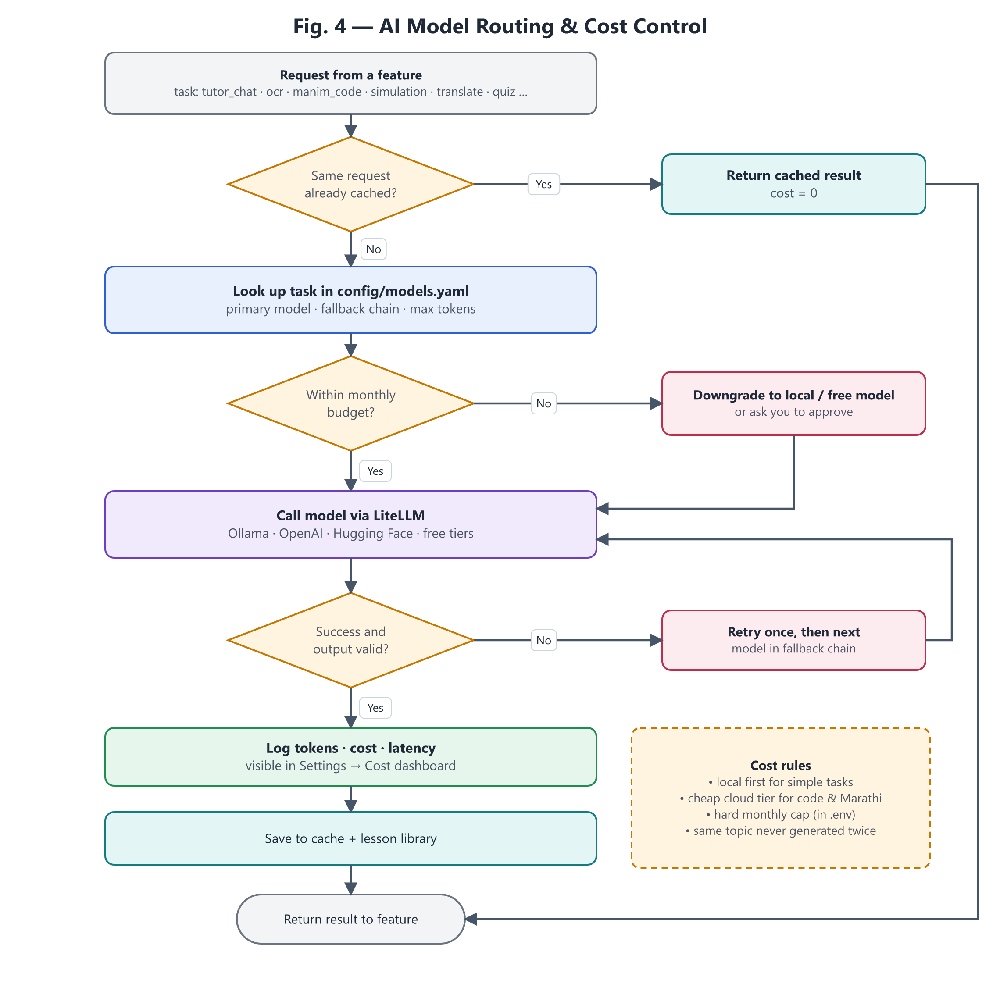 Fig. 4 — AI Model Routing & Cost Control
Request from a feature
task: tutor_chat · ocr · manim_code · simulation · translate · quiz ...
Same request
already cached?
Yes
Return cached result
cost = 0
No
Look up task in config/models.yaml
primary model · fallback chain · max tokens
Within monthly
budget?
No
Downgrade to local / free model
or ask you to approve
Yes
Call model via LiteLLM
Ollama · OpenAI · Hugging Face · free tiers
Success and
output valid?
No
Retry once, then next
model in fallback chain
Yes
Log tokens · cost · latency
visible in Settings → Cost dashboard
Cost rules
• local first for simple tasks
• cheap cloud tier for code & Marathi
• hard monthly cap (in .env)
• same topic never generated twice
Save to cache + lesson library
Return result to feature